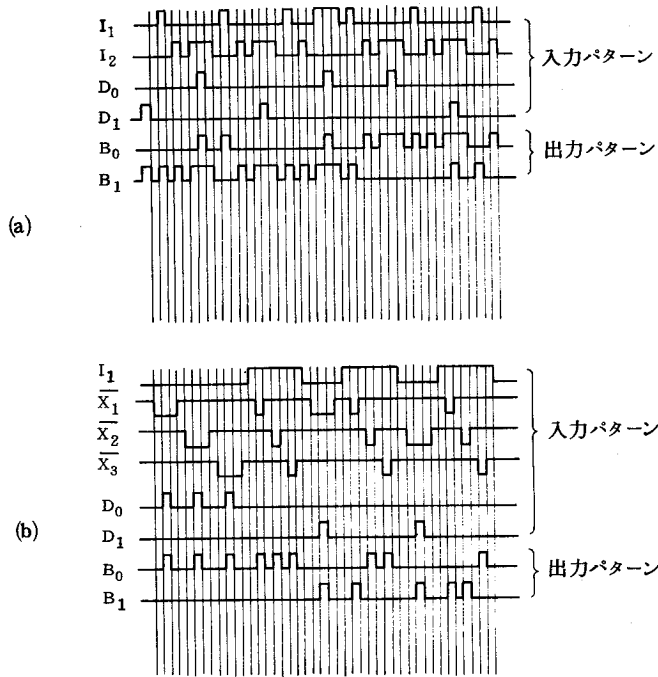 I₁
I₂
D₀
D₁
B₀
B₁
入力パターン
出力パターン
(a)
I₁
X̅₁
X̅₂
X̅₃
D₀
D₁
B₀
B₁
入力パターン
出力パターン
(b)